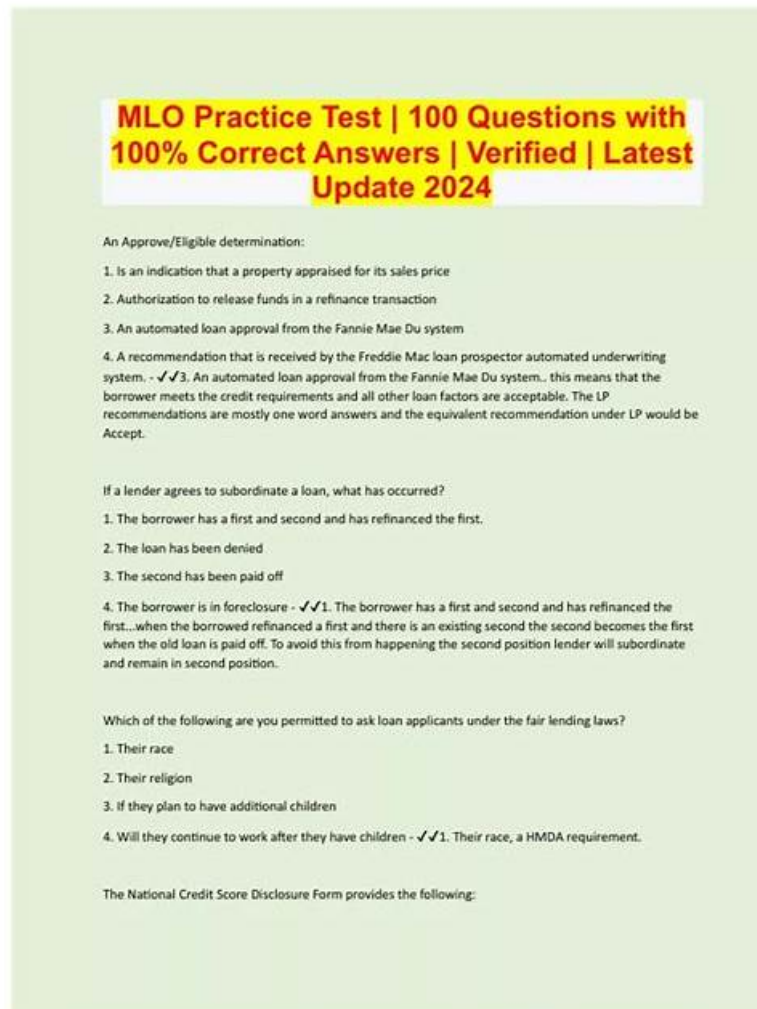 MLO Practice Test | 100 Questions with
100% Correct Answers | Verified | Latest
Update 2024
An Approve/Eligible determination:
1. Is an indication that a property appraised for its sales price
2. Authorization to release funds in a refinance transaction
3. An automated loan approval from the Fannie Mae Du system
4. A recommendation that is received by the Freddie Mac loan prospector automated underwriting
system. - ✓✓3. An automated loan approval from the Fannie Mae Du system.. this means that the
borrower meets the credit requirements and all other loan factors are acceptable. The LP
recommendations are mostly one word answers and the equivalent recommendation under LP would be
Accept.
If a lender agrees to subordinate a loan, what has occurred?
1. The borrower has a first and second and has refinanced the first.
2. The loan has been denied
3. The second has been paid off
4. The borrower is in foreclosure - ✓✓1. The borrower has a first and second and has refinanced the
first...when the borrowed refinanced a first and there is an existing second the second becomes the first
when the old loan is paid off. To avoid this from happening the second position lender will subordinate
and remain in second position.
Which of the following are you permitted to ask loan applicants under the fair lending laws?
1. Their race
2. Their religion
3. If they plan to have additional children
4. Will they continue to work after they have children - ✓✓1. Their race, a HMDA requirement.
The National Credit Score Disclosure Form provides the following: